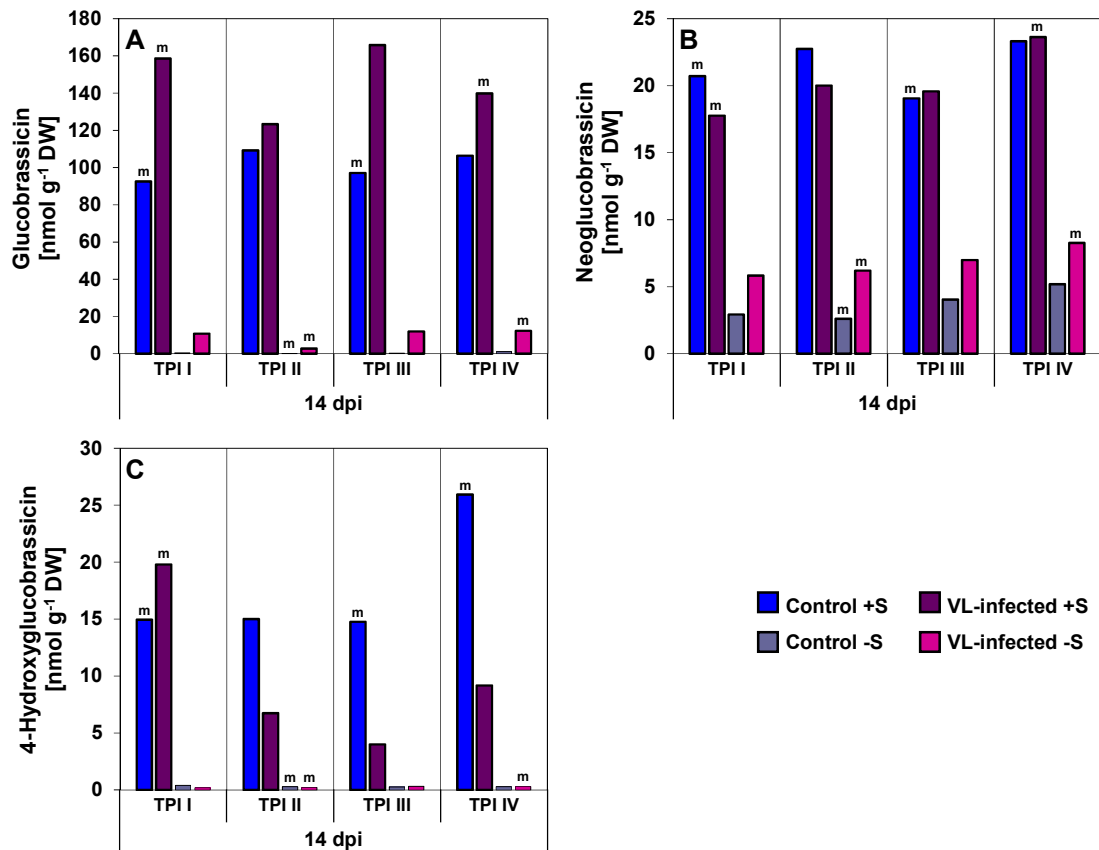 A
Glucobrassicin
[nmol g⁻¹ DW]
180
160
140
120
100
80
60
40
20
0
m
m
m
m
m
m
m
m
TPI I
TPI II
TPI III
TPI IV
14 dpi
B
Neoglucobrassicin
[nmol g⁻¹ DW]
25
20
15
10
5
0
m
m
m
m
m
m
m
TPI I
TPI II
TPI III
TPI IV
14 dpi
C
4-Hydroxyglucobrassicin
[nmol g⁻¹ DW]
30
25
20
15
10
5
0
m
m
m
m
m
m
m
TPI I
TPI II
TPI III
TPI IV
14 dpi
Control +S
VL-infected +S
Control -S
VL-infected -S